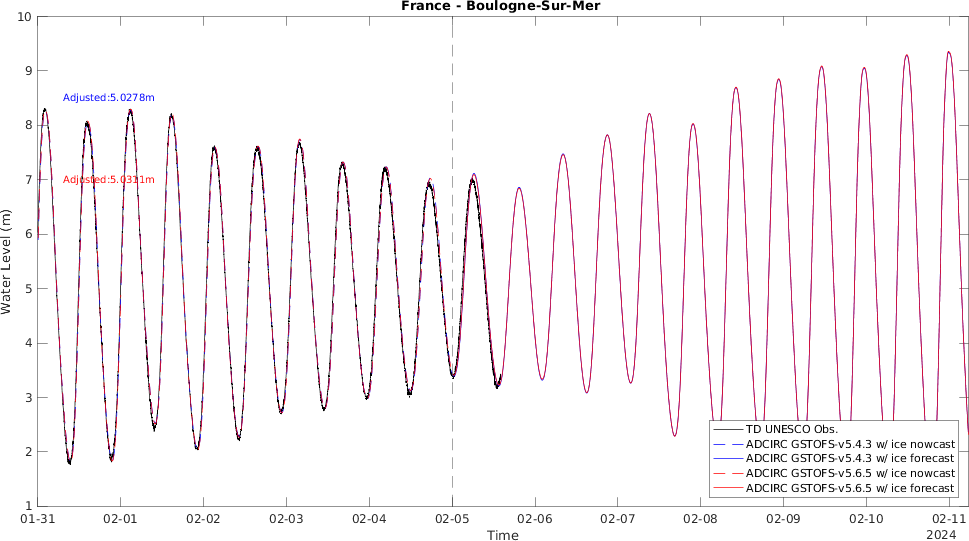 France - Boulogne-Sur-Mer
10
9
8
7
6
5
4
3
2
1
Water Level (m)
Adjusted:5.0278m
Adjusted:5.0311m
TD UNESCO Obs.
ADCIRC GSTOFS-v5.4.3 w/ ice nowcast
ADCIRC GSTOFS-v5.4.3 w/ ice forecast
ADCIRC GSTOFS-v5.6.5 w/ ice nowcast
ADCIRC GSTOFS-v5.6.5 w/ ice forecast
01-31 02-01 02-02 02-03 02-04 02-05 02-06 02-07 02-08 02-09 02-10 02-11
Time
2024